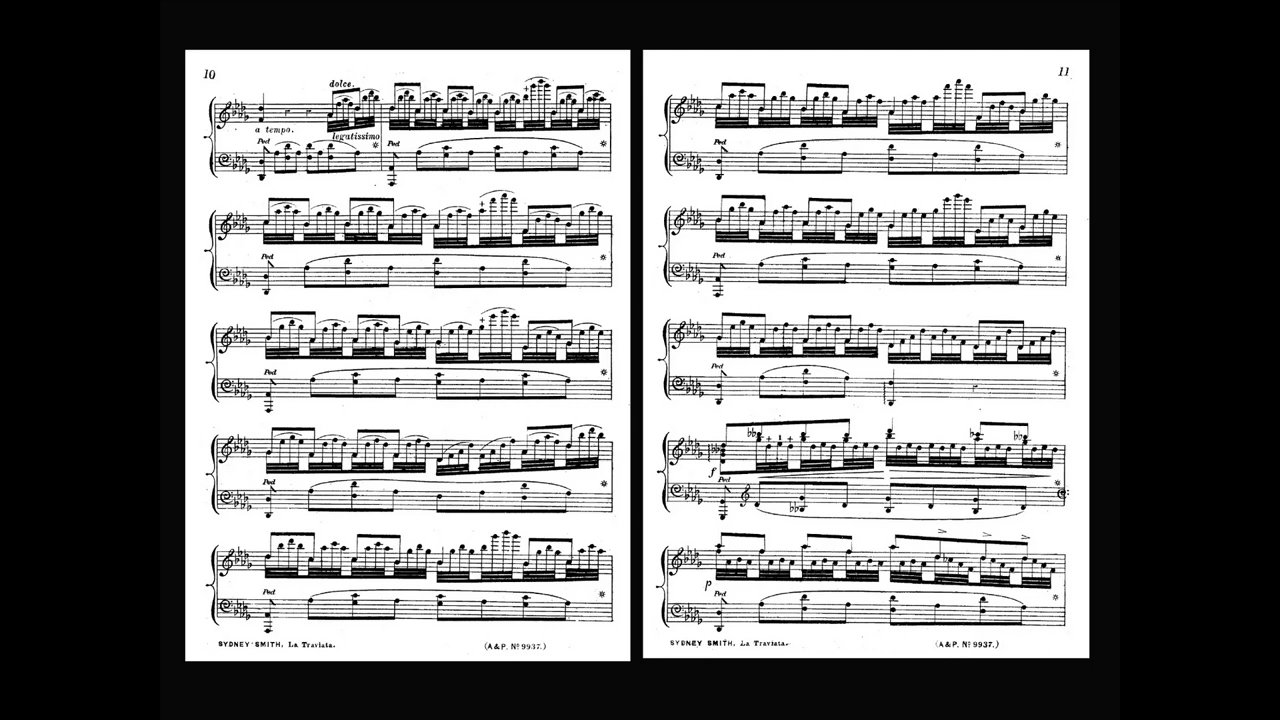 10
dolce.
a tempo.
legatissimo
Ped
Ped
Ped
Ped
Ped
Ped
SYDNEY SMITH, La Traviata.
(A & P. Nº 9937.)
11
Ped
Ped
Ped
f
Ped
p
Ped
SYDNEY SMITH, La Traviata.
(A & P. Nº 9937.)